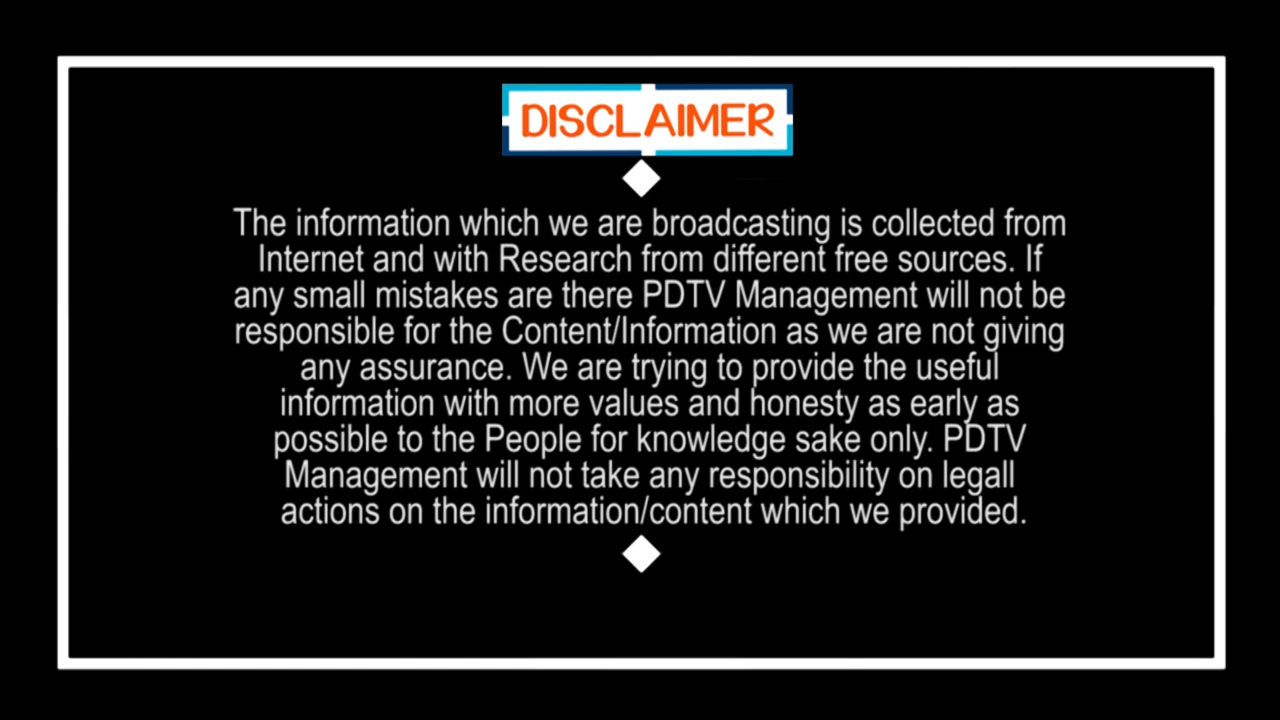 DISCLAIMER
The information which we are broadcasting is collected from
Internet and with Research from different free sources. If
any small mistakes are there PDTV Management will not be
responsible for the Content/Information as we are not giving
any assurance. We are trying to provide the useful
information with more values and honesty as early as
possible to the People for knowledge sake only. PDTV
Management will not take any responsibility on legall
actions on the information/content which we provided.